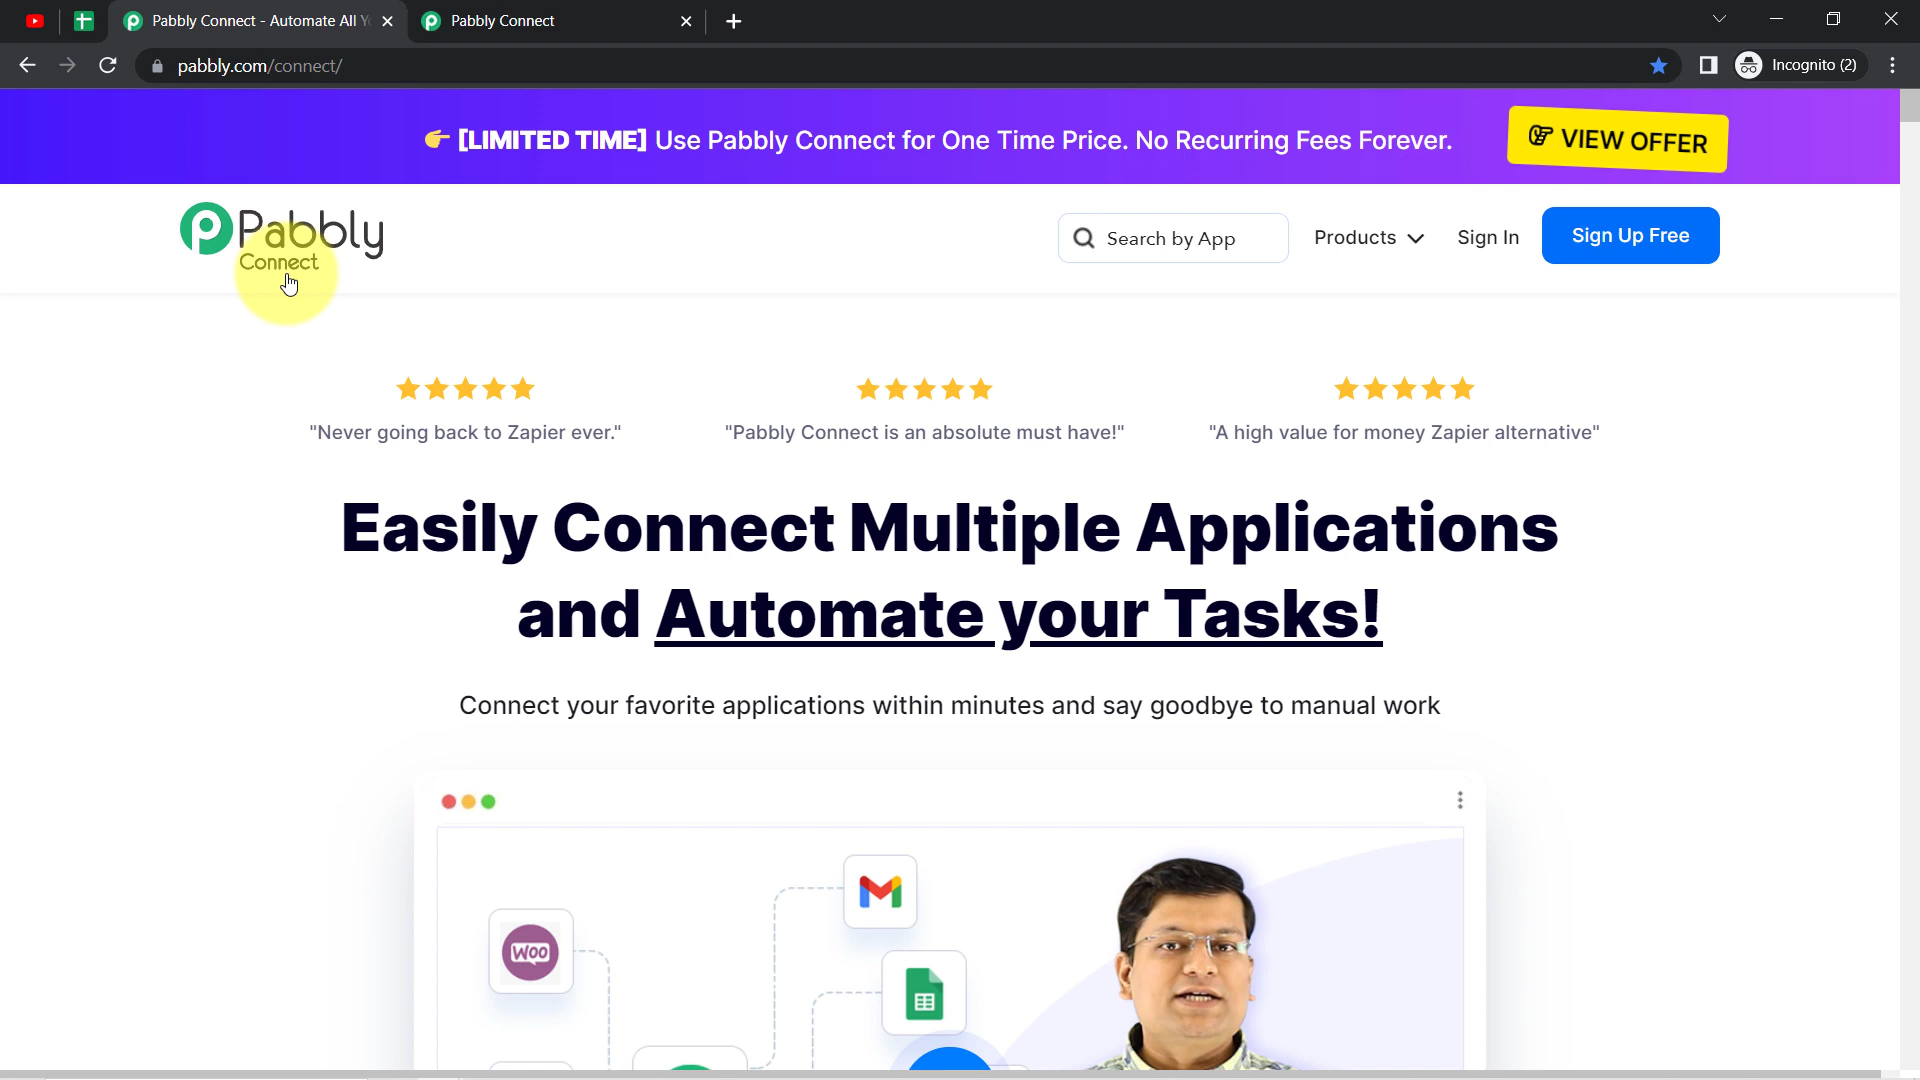 Pabbly Connect - Automate All Y
Pabbly Connect
pabbly.com/connect/
Incognito (2)
[LIMITED TIME] Use Pabbly Connect for One Time Price. No Recurring Fees Forever.
VIEW OFFER
Pabbly
Connect
Search by App
Products
Sign In
Sign Up Free
"Never going back to Zapier ever."
"Pabbly Connect is an absolute must have!"
"A high value for money Zapier alternative"
Easily Connect Multiple Applications
and Automate your Tasks!
Connect your favorite applications within minutes and say goodbye to manual work
Woo